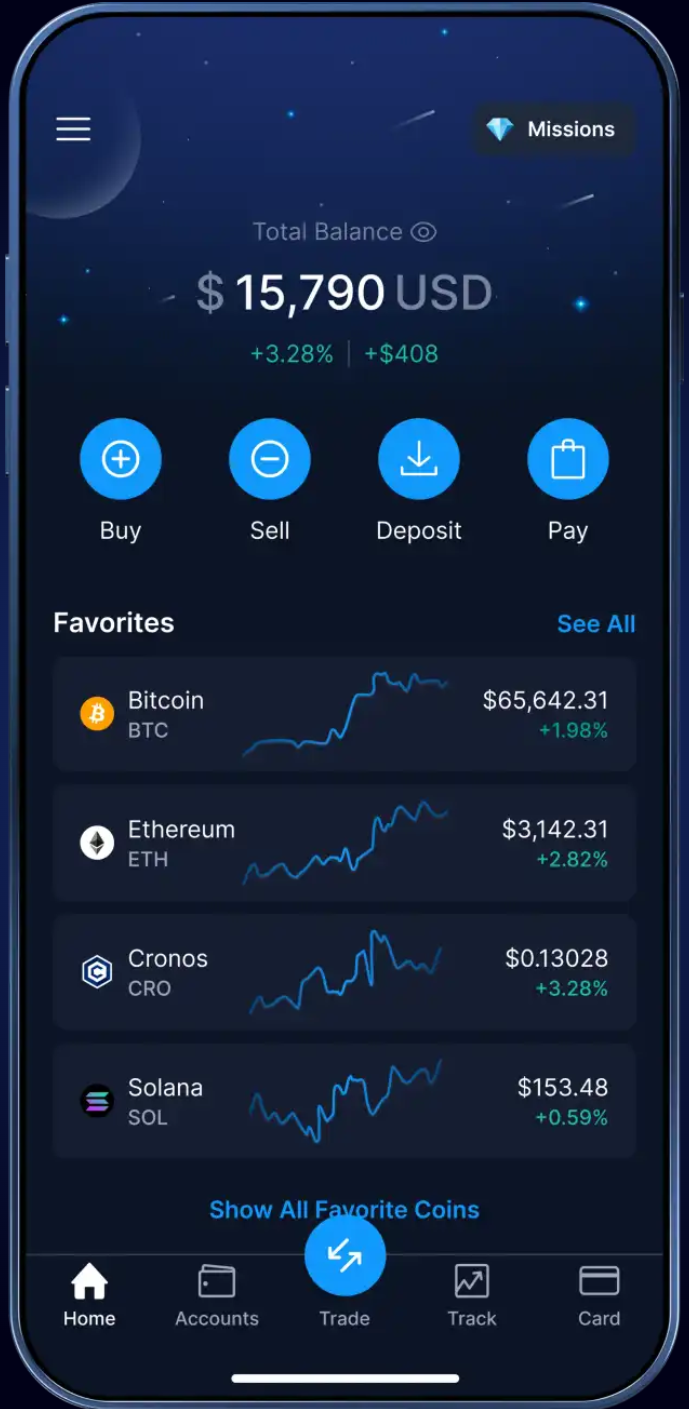 Missions
Total Balance
$ 15,790 USD
+3.28% | +$408
Buy
Sell
Deposit
Pay
Favorites
See All
Bitcoin
BTC
$65,642.31
+1.98%
Ethereum
ETH
$3,142.31
+2.82%
Cronos
CRO
$0.13028
+3.28%
Solana
SOL
$153.48
+0.59%
Show All Favorite Coins
Home
Accounts
Trade
Track
Card